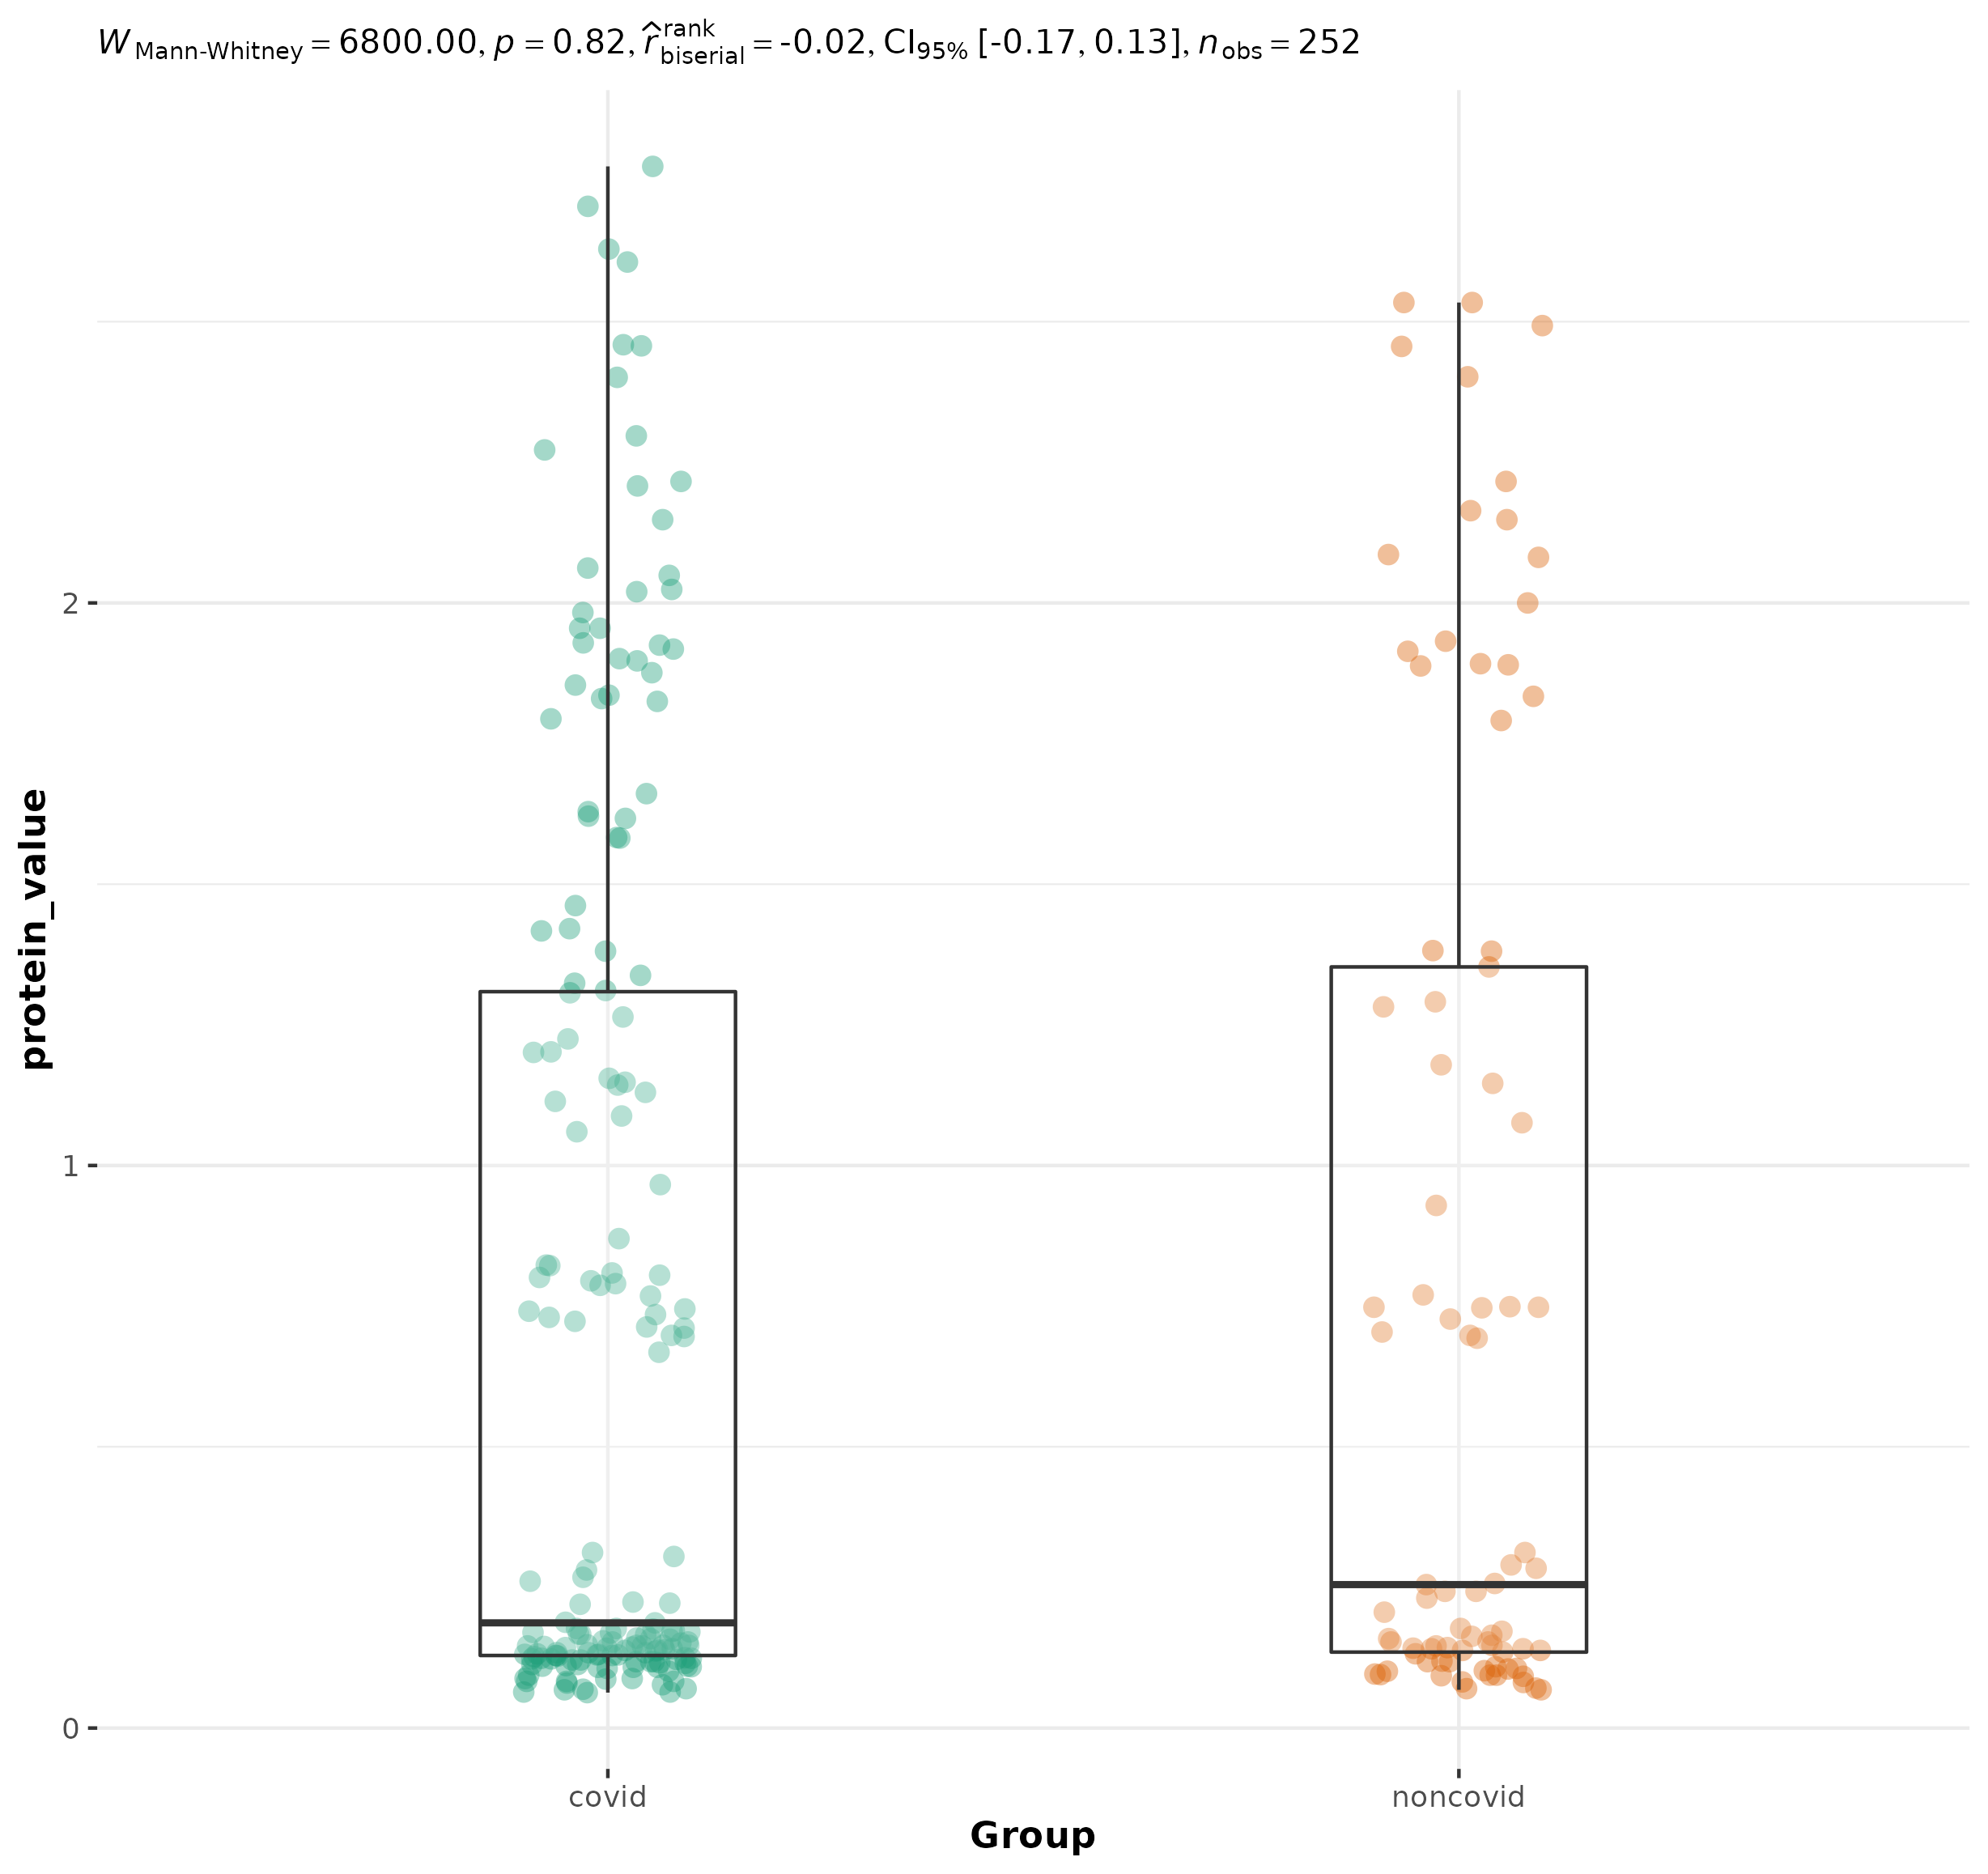 W Mann-Whitney = 6800.00, p = 0.82, r̂ rank biserial = -0.02, CI95% [-0.17, 0.13], nobs = 252
protein_value
2
1
0
covid noncovid
Group